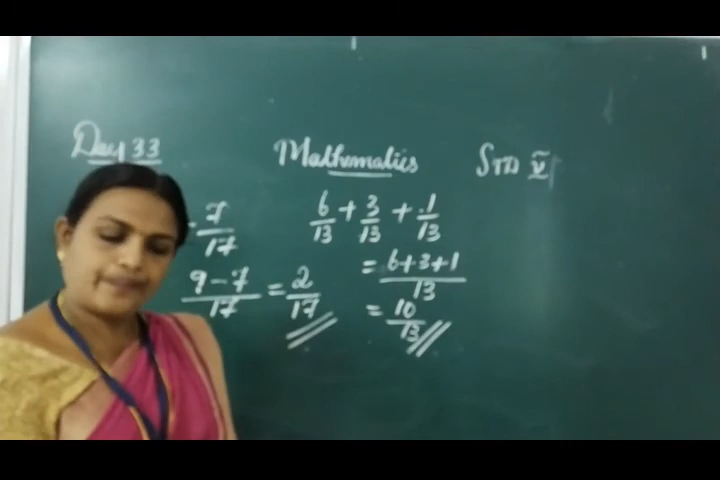 Day 33 Mathematics STD V
- 7/17
9-7/17 = 2/17
6/13 + 3/13 + 1/13
= 6+3+1/13
= 10/13